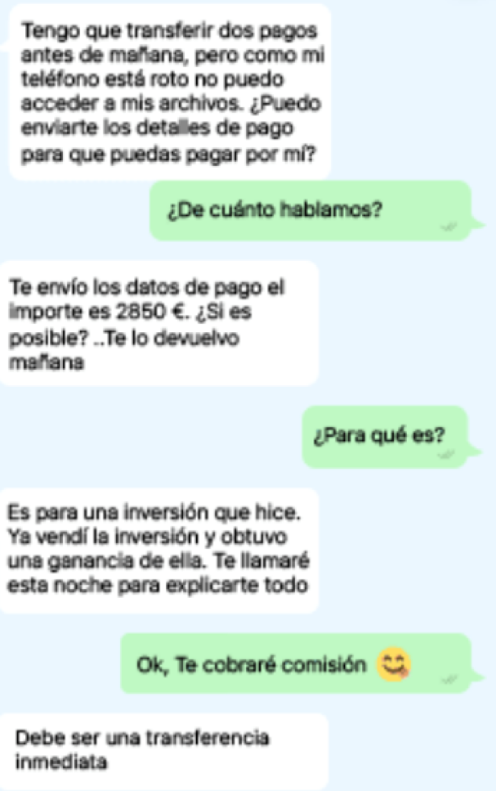 Tengo que transferir dos pagos
antes de mañana, pero como mi
teléfono está roto no puedo
acceder a mis archivos. ¿Puedo
enviarte los detalles de pago
para que puedas pagar por mí?
¿De cuánto hablamos?
Te envío los datos de pago el
importe es 2850 €. ¿Si es
posible? ..Te lo devuelvo
mañana
¿Para qué es?
Es para una inversión que hice.
Ya vendí la inversión y obtuvo
una ganancia de ella. Te llamaré
esta noche para explicarte todo
Ok, Te cobraré comisión 😋
Debe ser una transferencia
inmediata